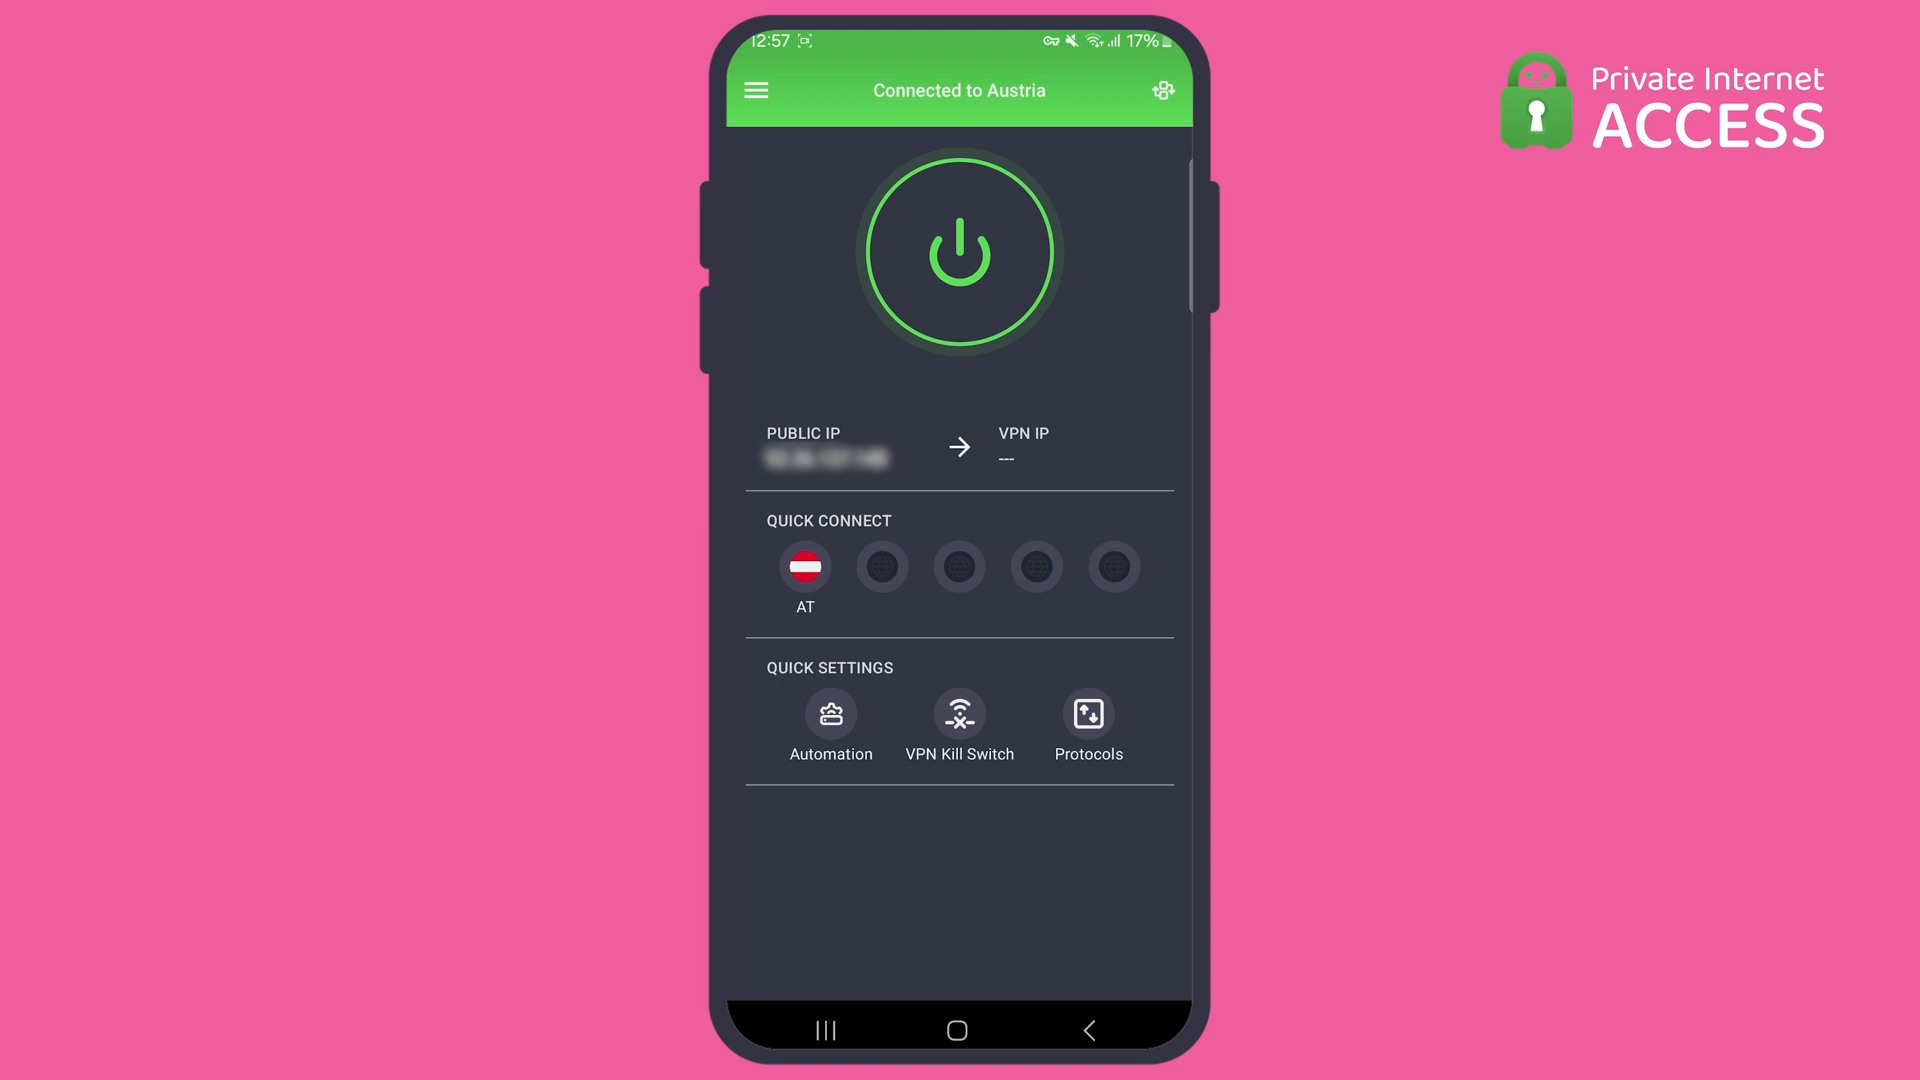 12:57
17%
Connected to Austria
Private Internet
ACCESS
PUBLIC IP
VPN IP
---
QUICK CONNECT
AT
QUICK SETTINGS
Automation
VPN Kill Switch
Protocols